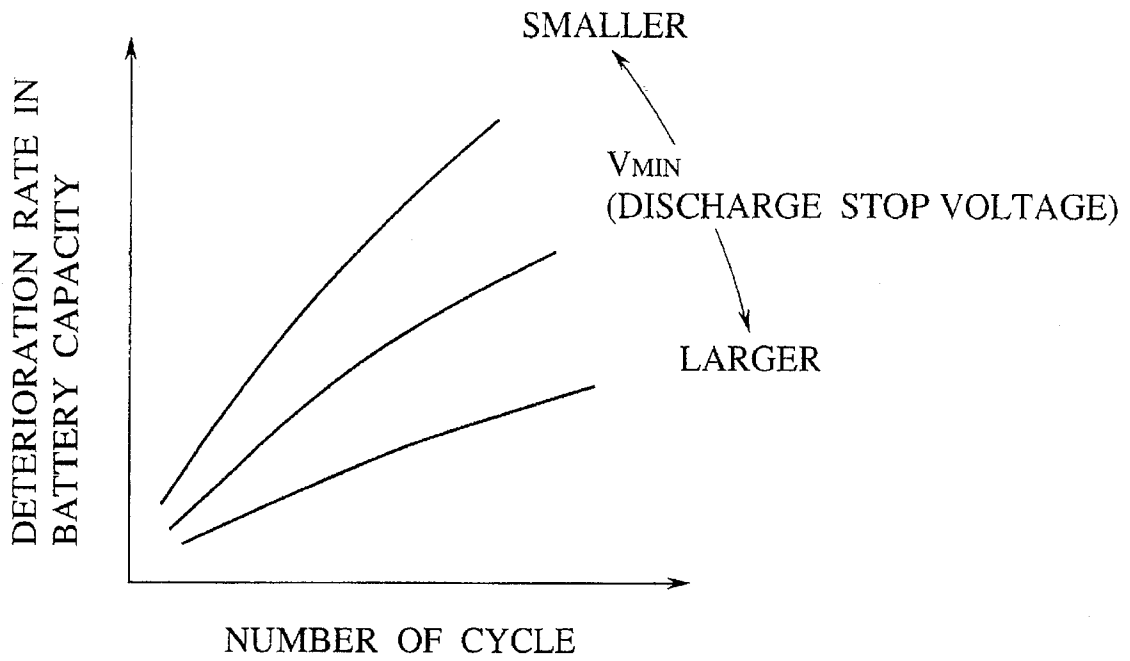 SMALLER
DETERIORATION RATE IN
BATTERY CAPACITY
VMIN
(DISCHARGE STOP VOLTAGE)
LARGER
NUMBER OF CYCLE